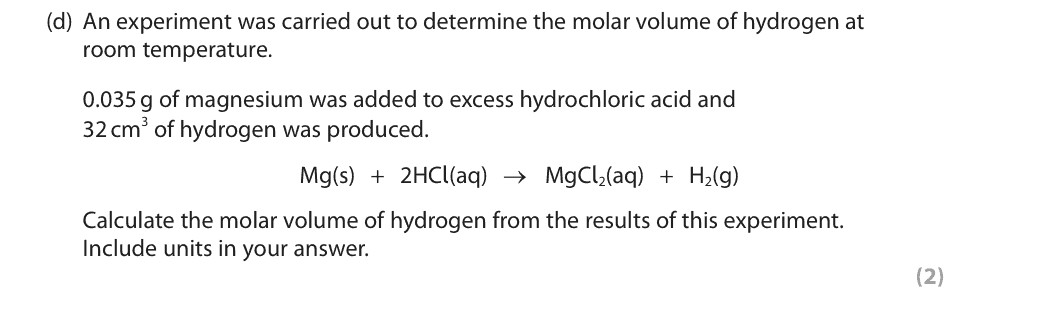 (d) An experiment was carried out to determine the molar volume of hydrogen at
room temperature.
0.035 g of magnesium was added to excess hydrochloric acid and
32 cm³ of hydrogen was produced.
Mg(s) + 2HCl(aq) → MgCl₂(aq) + H₂(g)
Calculate the molar volume of hydrogen from the results of this experiment.
Include units in your answer.
(2)